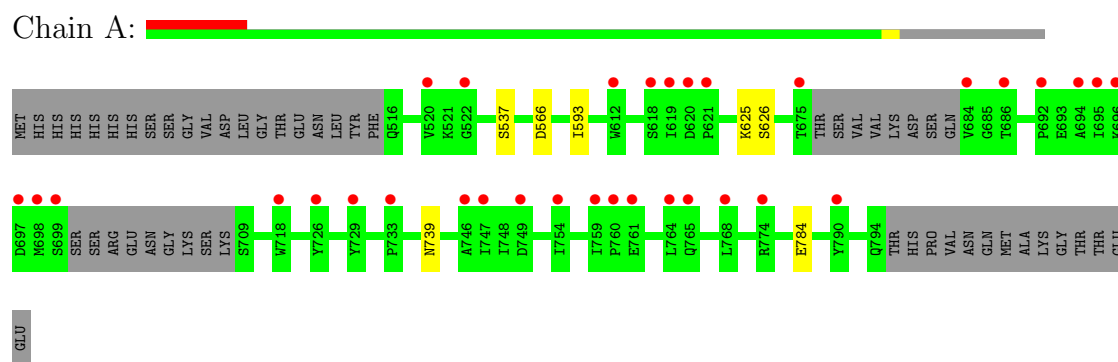 Chain A:
MET HIS HIS HIS HIS HIS HIS SER SER GLY VAL ASP LEU GLY THR GLU ASN LEU TYR PHE Q516 V520 K521 G522 S537 D566 I593 W612 S618 I619 D620 P621 K625 S626 T675 THR SER VAL VAL LYS ASP SER GLN V684 G685 T686 P692 E693 A694 I695 K696
D697 M698 S699 SER SER ARG GLU ASN GLY LYS SER LYS S709 W718 Y726 Y729 P733 N739 A746 I747 I748 D749 I754 I759 P760 E761 L764 Q765 L768 R774 E784 Y790 Q794 THR HIS PRO VAL ASN GLN MET ALA LYS GLY THR THR GLU
GLU